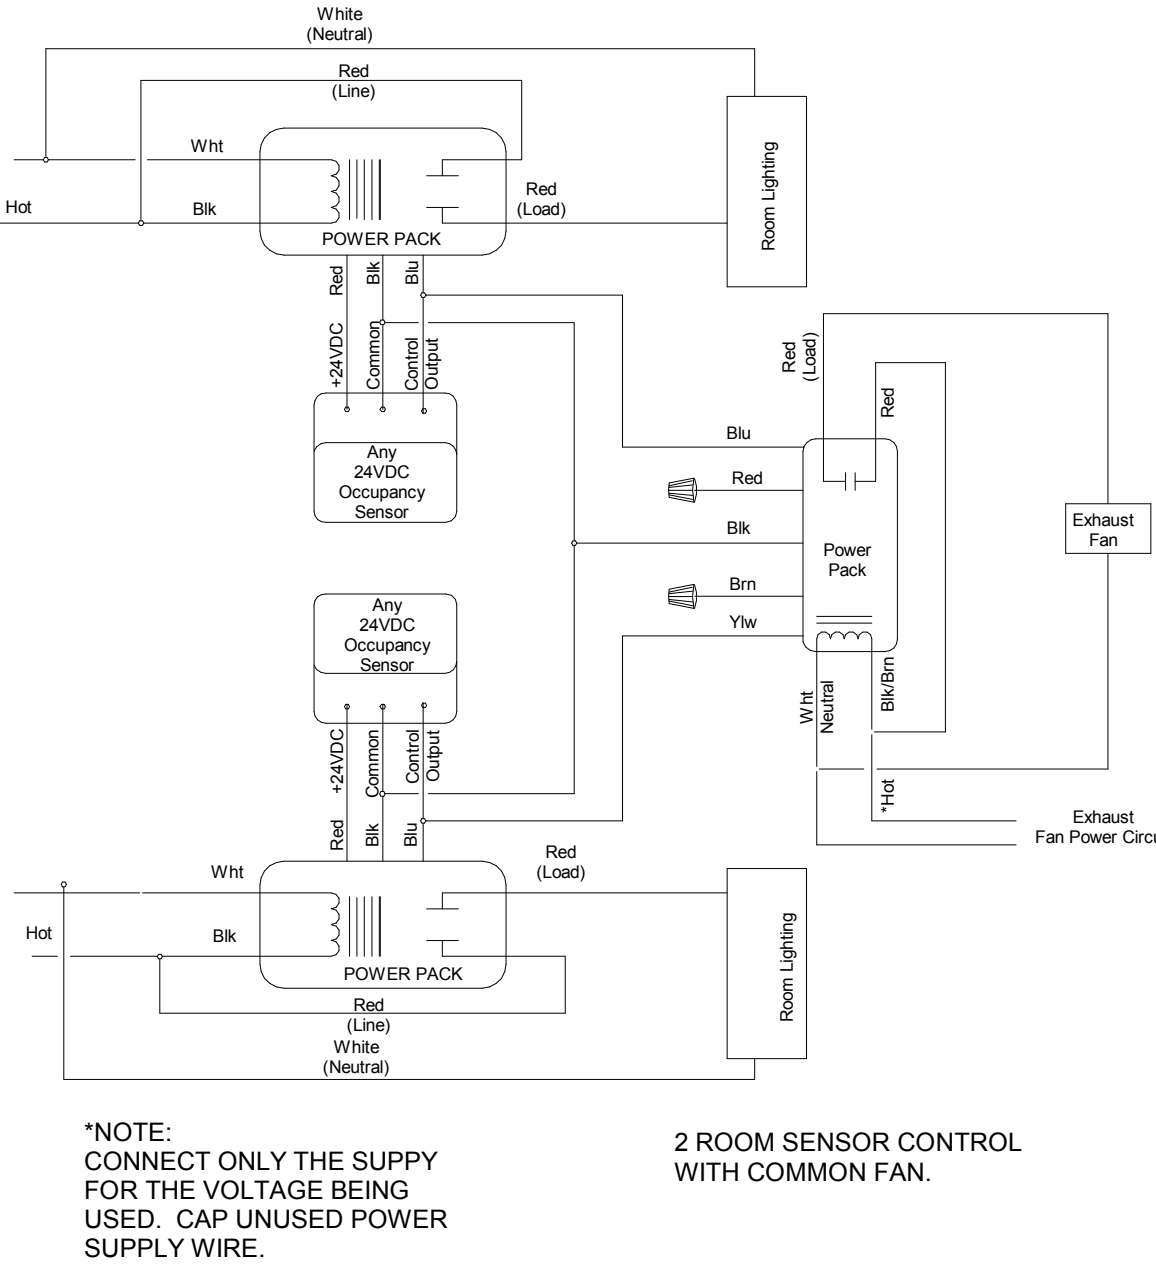 White
(Neutral)
Red
(Line)
Wht
Hot
Blk
Red
(Load)
POWER PACK
Room Lighting
Red
Blk
Blu
+24VDC
Common
Control
Output
Any
24VDC
Occupancy
Sensor
Red
(Load)
Red
Blu
Red
Blk
Brn
Ylw
Power
Pack
Exhaust
Fan
Wht
Neutral
Blk/Brn
*Hot
Exhaust
Fan Power Circu
Any
24VDC
Occupancy
Sensor
+24VDC
Common
Control
Output
Red
Blk
Blu
Wht
Hot
Blk
Red
(Load)
POWER PACK
Room Lighting
Red
(Line)
White
(Neutral)
*NOTE:
CONNECT ONLY THE SUPPY
FOR THE VOLTAGE BEING
USED. CAP UNUSED POWER
SUPPLY WIRE.
2 ROOM SENSOR CONTROL
WITH COMMON FAN.